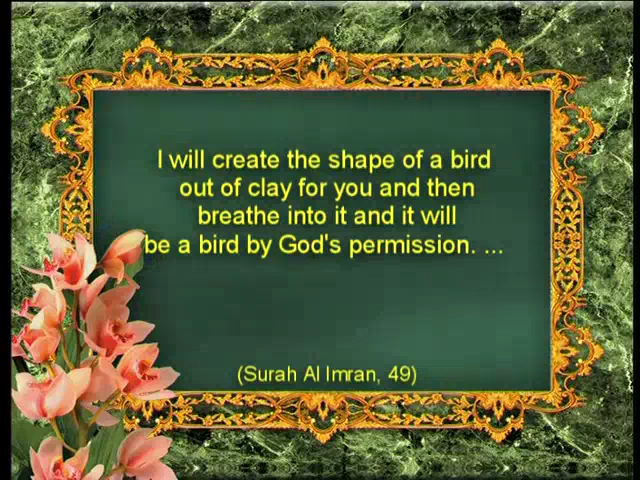 I will create the shape of a bird
out of clay for you and then
breathe into it and it will
be a bird by God's permission. ...
(Surah Al Imran, 49)